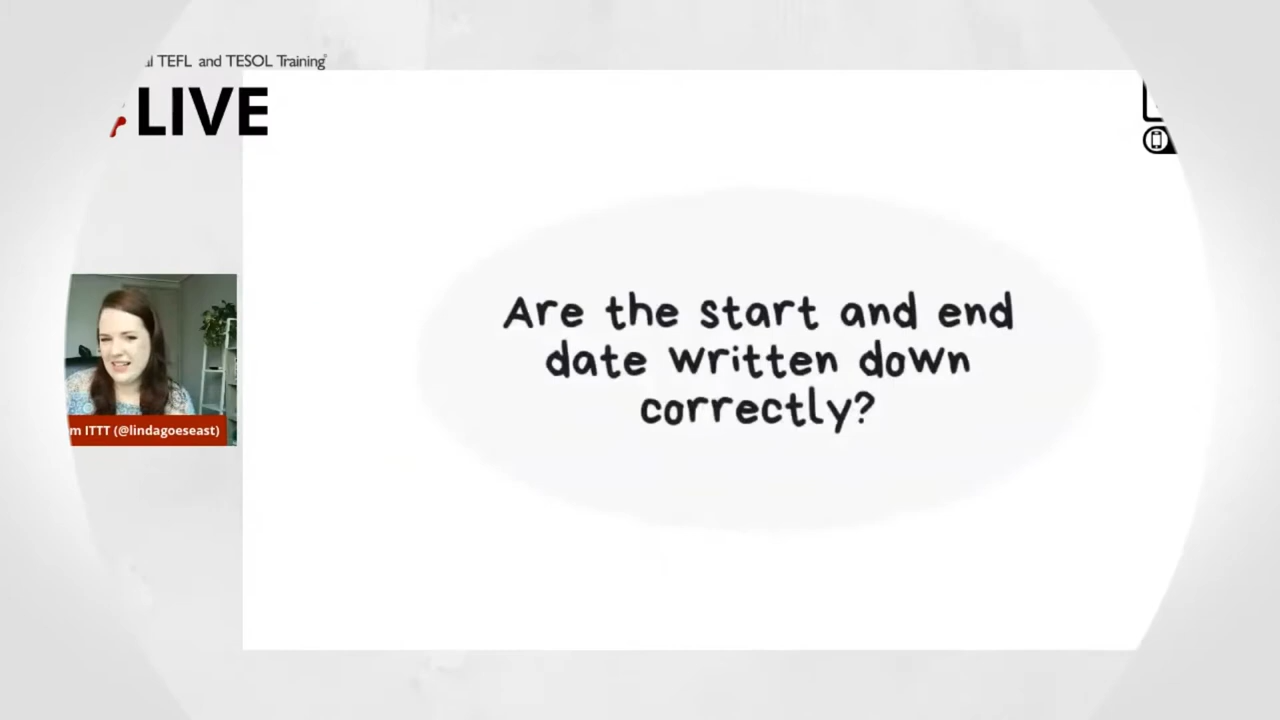 TEFL and TESOL Training
LIVE
Are the start and end
date written down
correctly?
m ITTT (@lindagoeseast)